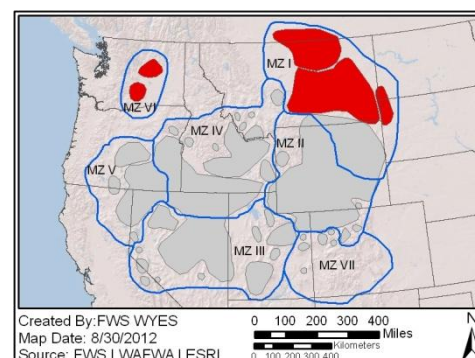 MZ I
MZ VI
MZ IV
MZ II
MZ V
MZ III
MZ VII
Created By:FWS WYES
Map Date: 8/30/2012
Source: FWS WAFWA ESRI
0 100 200 300 400
Miles
Kilometers
0 100 200 300 400
N